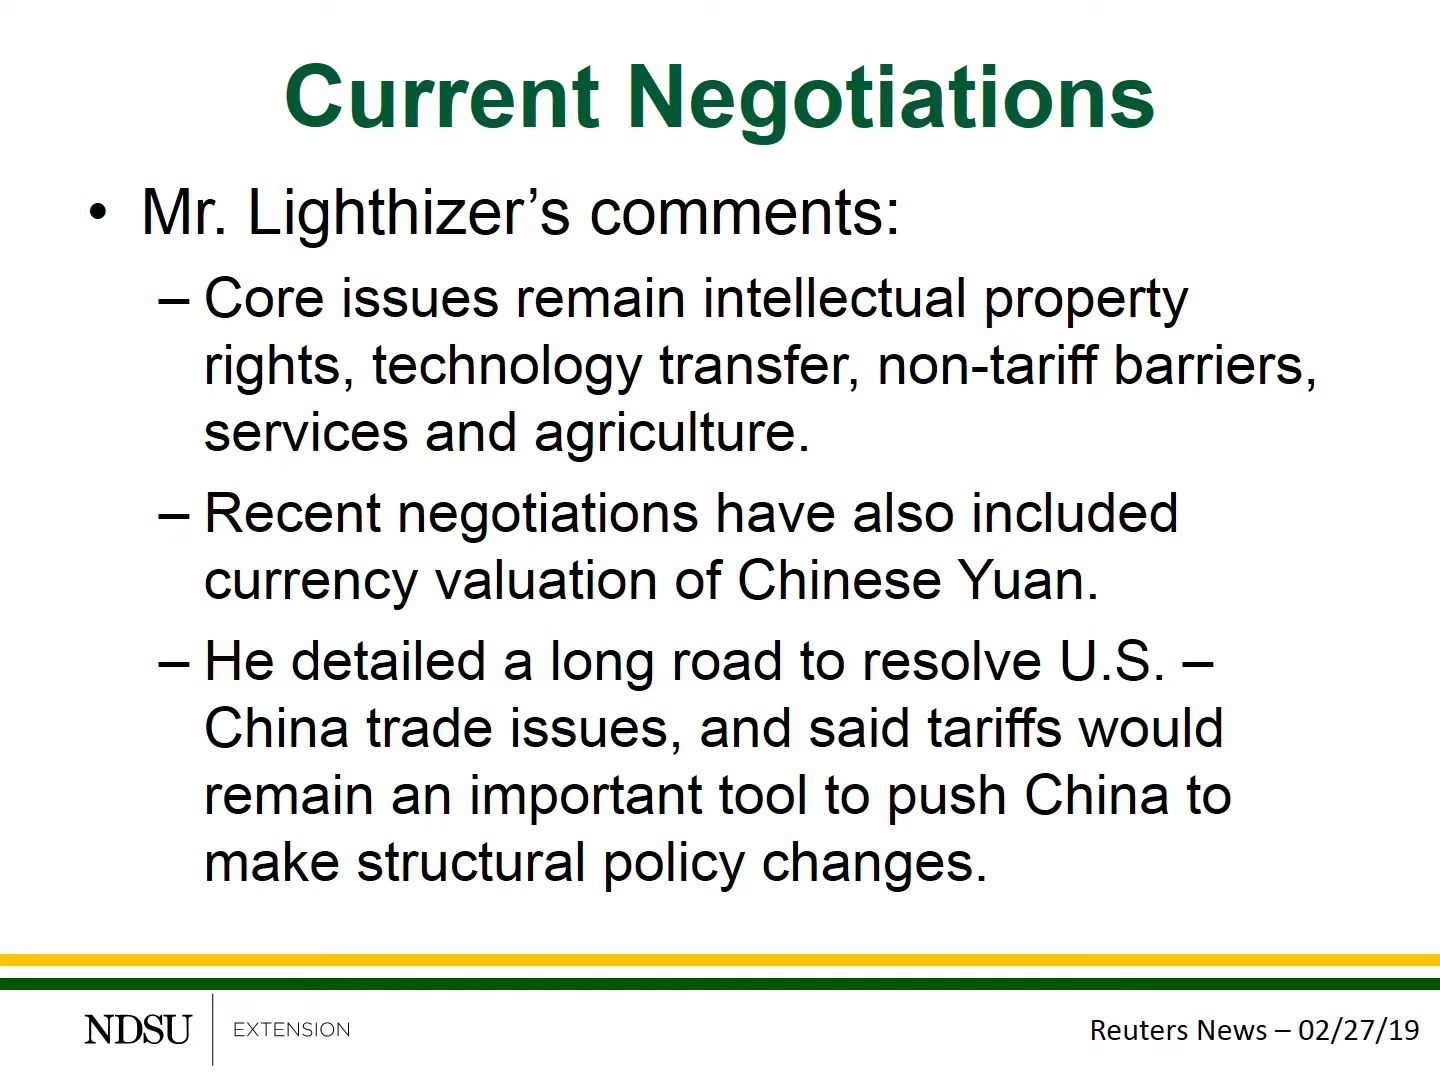 Current Negotiations
• Mr. Lighthizer’s comments:
– Core issues remain intellectual property
rights, technology transfer, non-tariff barriers,
services and agriculture.
– Recent negotiations have also included
currency valuation of Chinese Yuan.
– He detailed a long road to resolve U.S. –
China trade issues, and said tariffs would
remain an important tool to push China to
make structural policy changes.
NDSU EXTENSION
Reuters News – 02/27/19